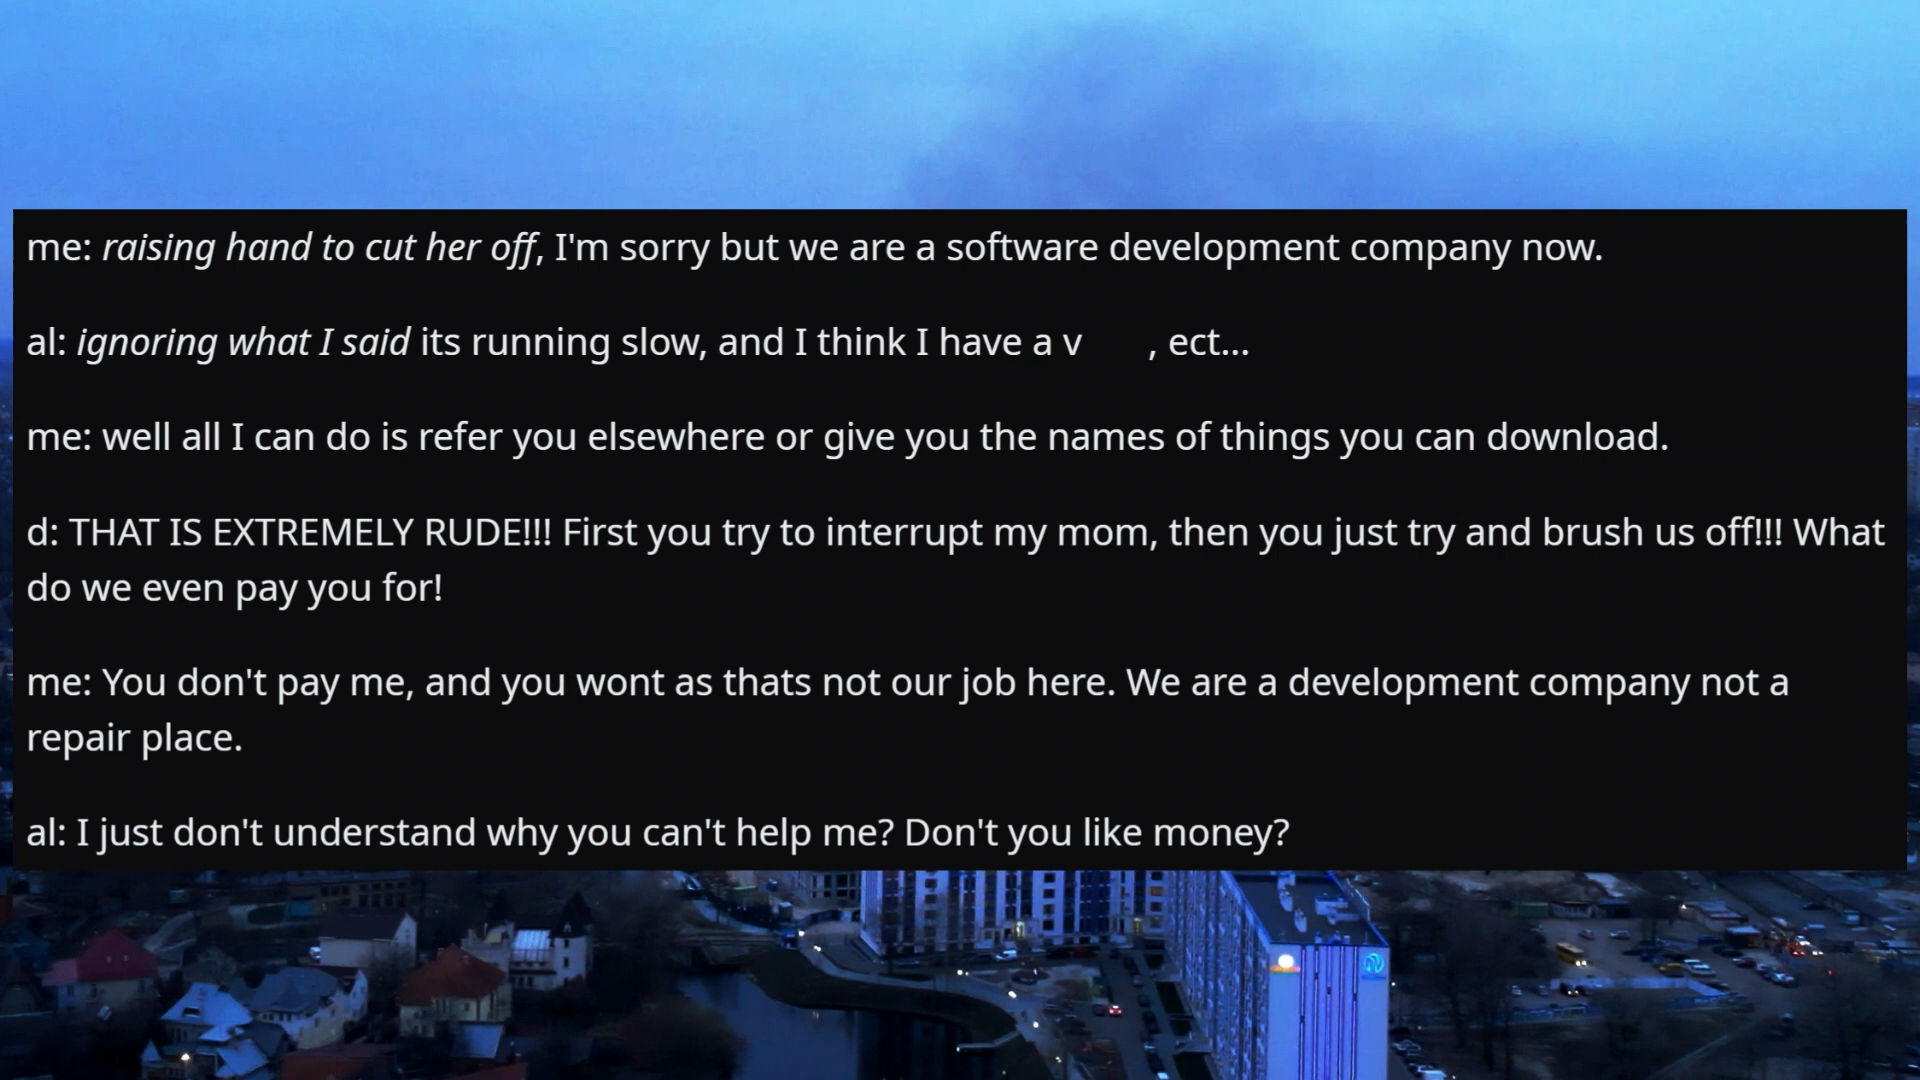 me: raising hand to cut her off, I'm sorry but we are a software development company now.
al: ignoring what I said its running slow, and I think I have a v , ect...
me: well all I can do is refer you elsewhere or give you the names of things you can download.
d: THAT IS EXTREMELY RUDE!!! First you try to interrupt my mom, then you just try and brush us off!!! What
do we even pay you for!
me: You don't pay me, and you wont as thats not our job here. We are a development company not a
repair place.
al: I just don't understand why you can't help me? Don't you like money?